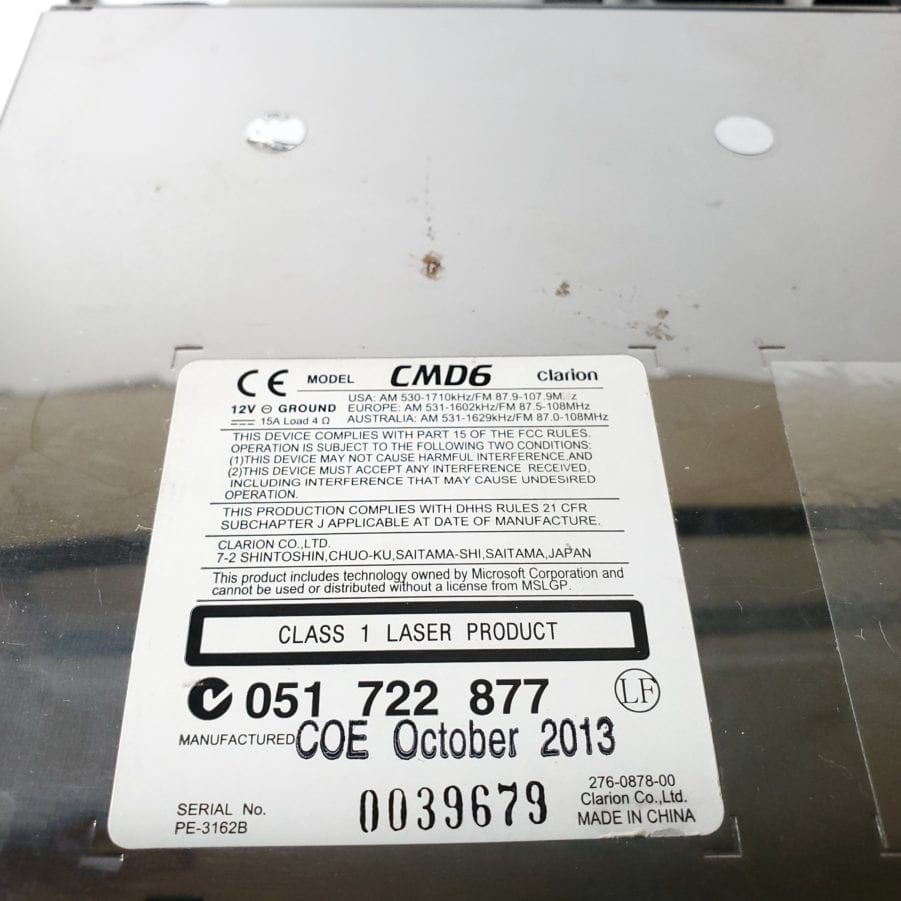 CE MODEL CMD6 Clarion
12V ⊖ GROUND
15A Load 4 Ω
USA: AM 530-1710kHz/FM 87.9-107.9M z
EUROPE: AM 531-1602kHz/FM 87.5-108MHz
AUSTRALIA: AM 531-1629kHz/FM 87.0-108MHz
THIS DEVICE COMPLIES WITH PART 15 OF THE FCC RULES.
OPERATION IS SUBJECT TO THE FOLLOWING TWO CONDITIONS:
(1)THIS DEVICE MAY NOT CAUSE HARMFUL INTERFERENCE,AND
(2)THIS DEVICE MUST ACCEPT ANY INTERFERENCE RECEIVED,
INCLUDING INTERFERENCE THAT MAY CAUSE UNDESIRED
OPERATION.
THIS PRODUCTION COMPLIES WITH DHHS RULES 21 CFR
SUBCHAPTER J APPLICABLE AT DATE OF MANUFACTURE.
CLARION CO.,LTD.
7-2 SHINTOSHIN,CHUO-KU,SAITAMA-SHI,SAITAMA,JAPAN
This product includes technology owned by Microsoft Corporation and
cannot be used or distributed without a license from MSLGP.
CLASS 1 LASER PRODUCT
051 722 877 LF
MANUFACTURED COE October 2013
SERIAL No.
PE-3162B
0039679
276-0878-00
Clarion Co.,Ltd.
MADE IN CHINA